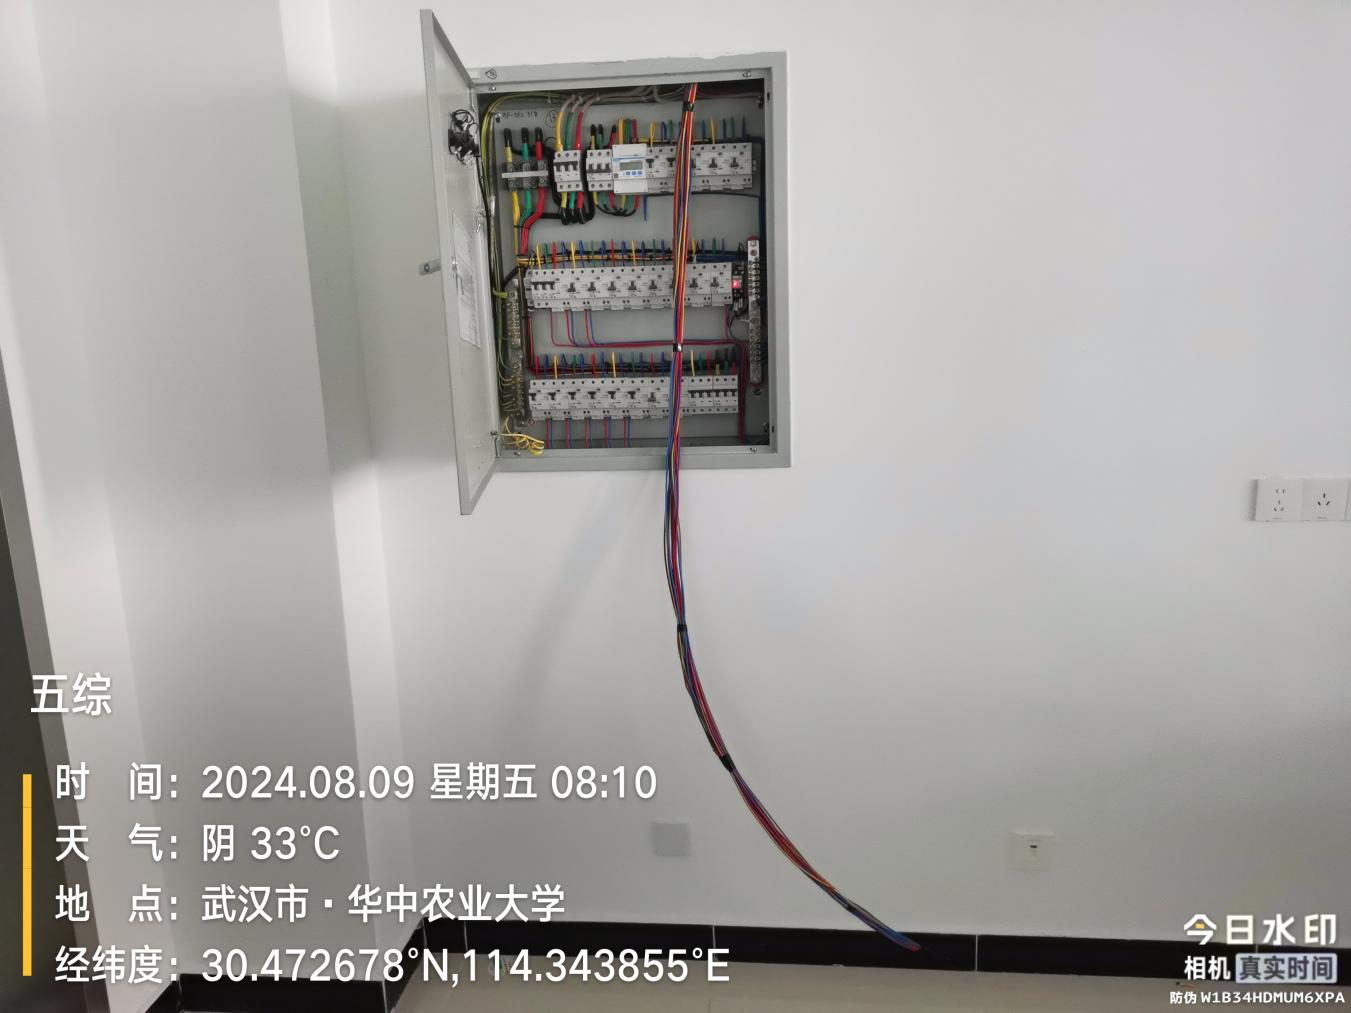 五综
时 间：2024.08.09 星期五 08:10
天 气：阴 33°C
地 点：武汉市·华中农业大学
经纬度：30.472678°N,114.343855°E
今日水印
相机 真实时间
防伪 W1B34HDMUM6XPA